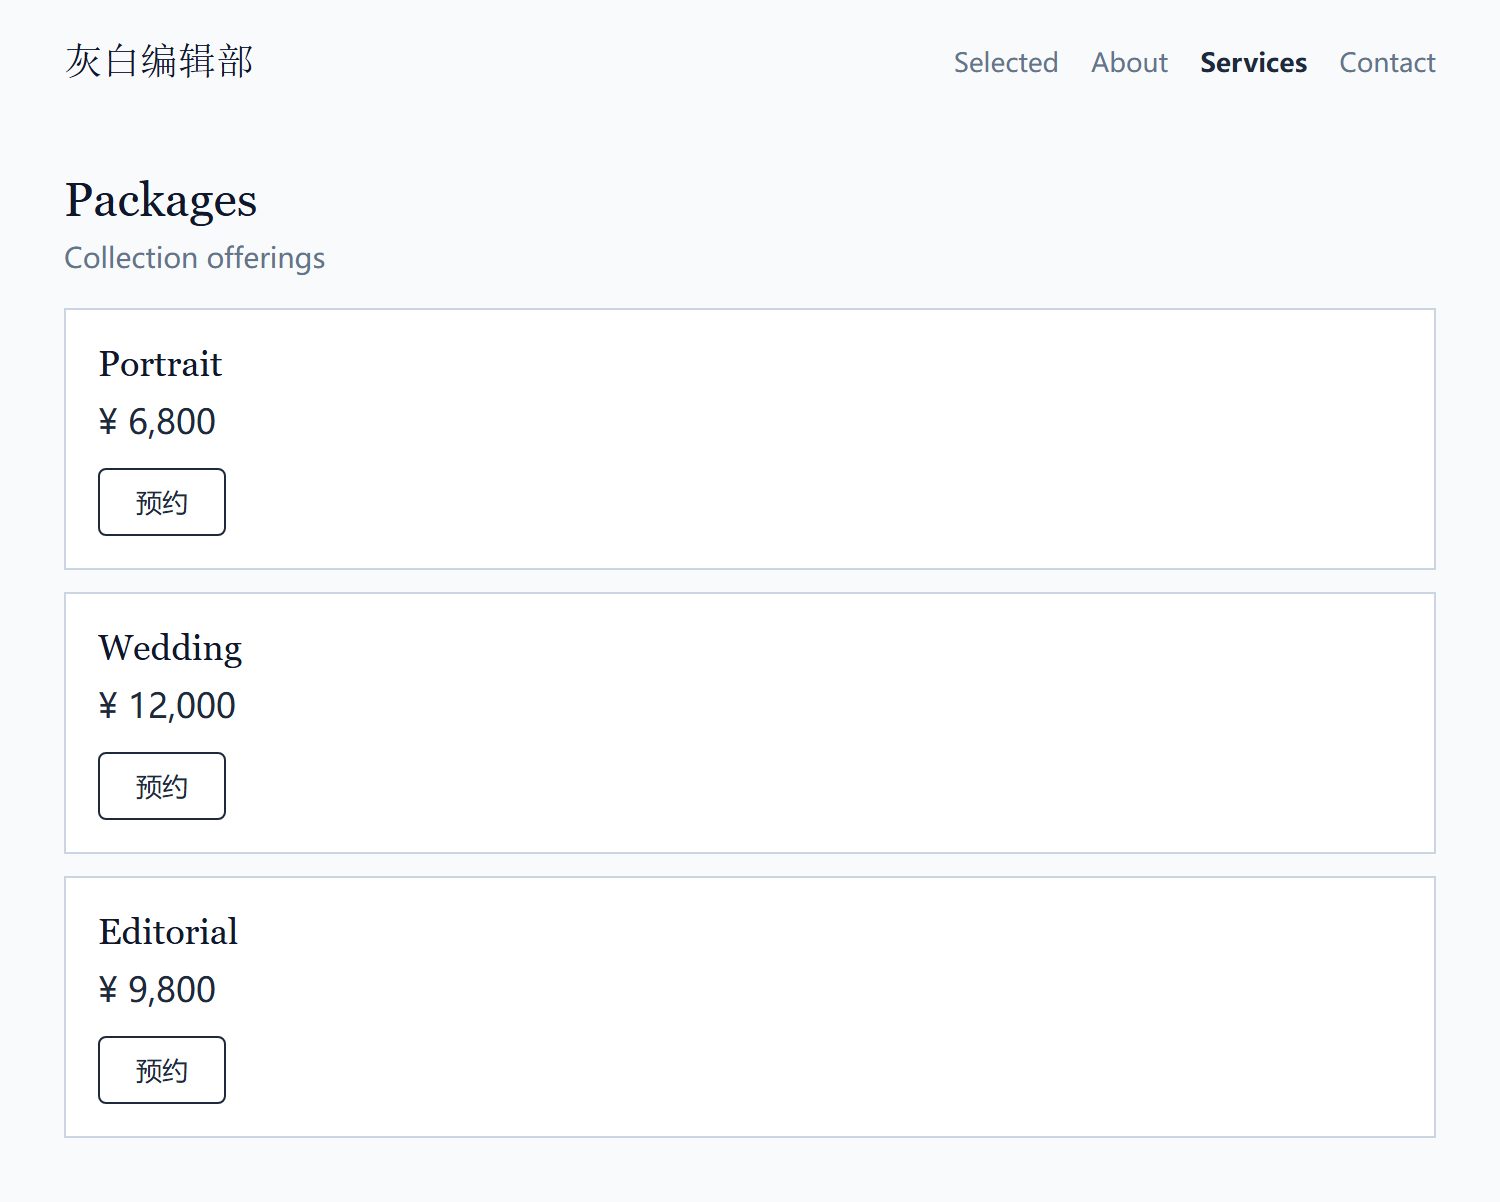 灰白编辑部
Selected About Services Contact
Packages
Collection offerings
Portrait
¥ 6,800
预约
Wedding
¥ 12,000
预约
Editorial
¥ 9,800
预约